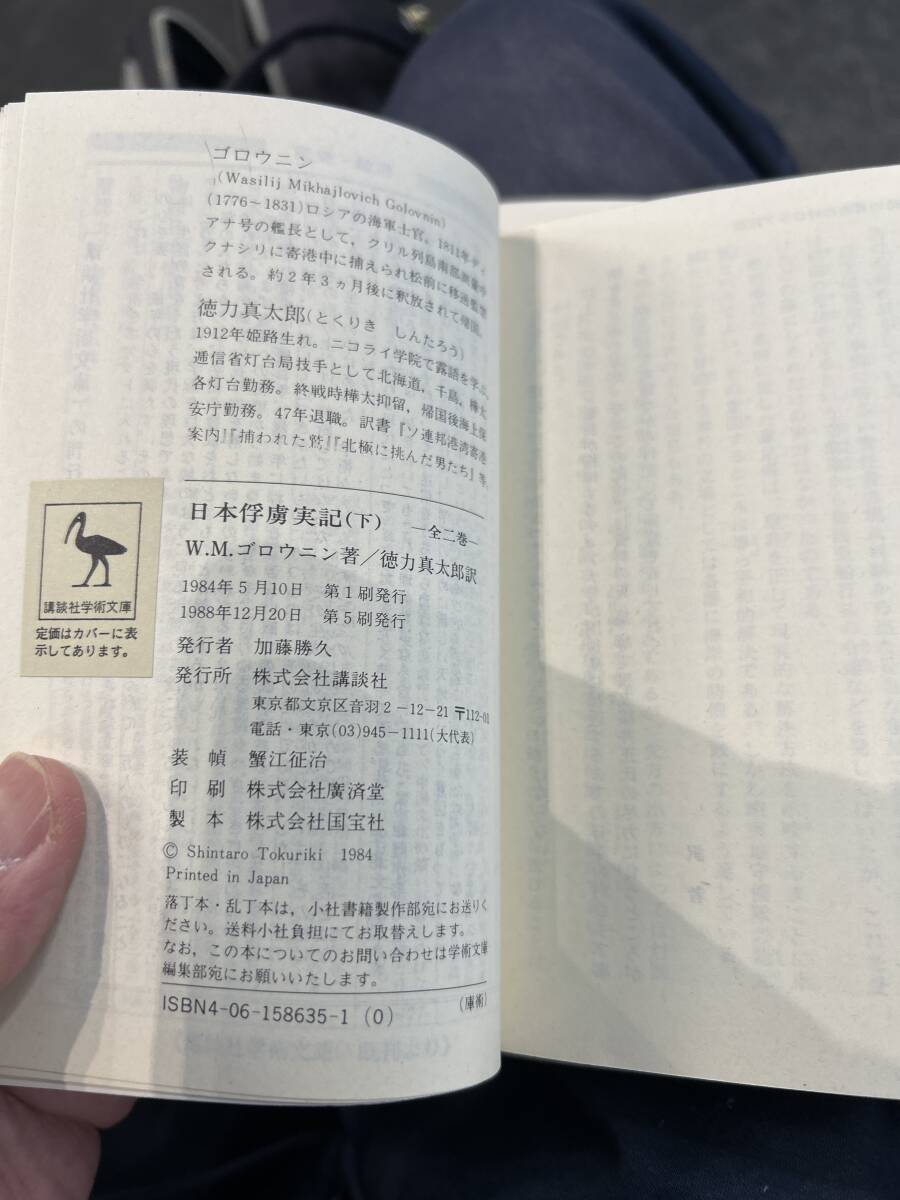 ゴロウニン
(Wasilij Mikhajlovich Golovnin)
(1776~1831)ロシアの海軍士官。1811年ディ
アナ号の艦長として，クリル列島南部測量中
クナシリに寄港中に捕えられ松前に移送監禁
される。約2年3ヵ月後に釈放されて帰国。
徳力真太郎(とくりき しんたろう)
1912年姫路生れ。ニコライ学院で露語を学ぶ。
逓信省灯台局技手として北海道，千島，樺太
各灯台勤務。終戦時樺太抑留，帰国後海上保
安庁勤務。47年退職。訳書『ソ連邦港湾寄港
案内』『捕われた鷲』『北極に挑んだ男たち』等。
日本俘虜実記(下) —全二巻—
W.M.ゴロウニン著／徳力真太郎訳
1984年5月10日 第1刷発行
1988年12月20日 第5刷発行
発行者 加藤勝久
発行所 株式会社講談社
東京都文京区音羽2-12-21 〒112-01
電話・東京(03)945-1111(大代表)
装幀 蟹江征治
印刷 株式会社廣済堂
製本 株式会社国宝社
© Shintaro Tokuriki 1984
Printed in Japan
落丁本・乱丁本は，小社書籍製作部宛にお送りく
ださい。送料小社負担にてお取替えします。
なお，この本についてのお問い合わせは学術文庫
編集部宛にお願いいたします。
ISBN4-06-158635-1 (0) (庫術)
講談社学術文庫
定価はカバーに表
示してあります。